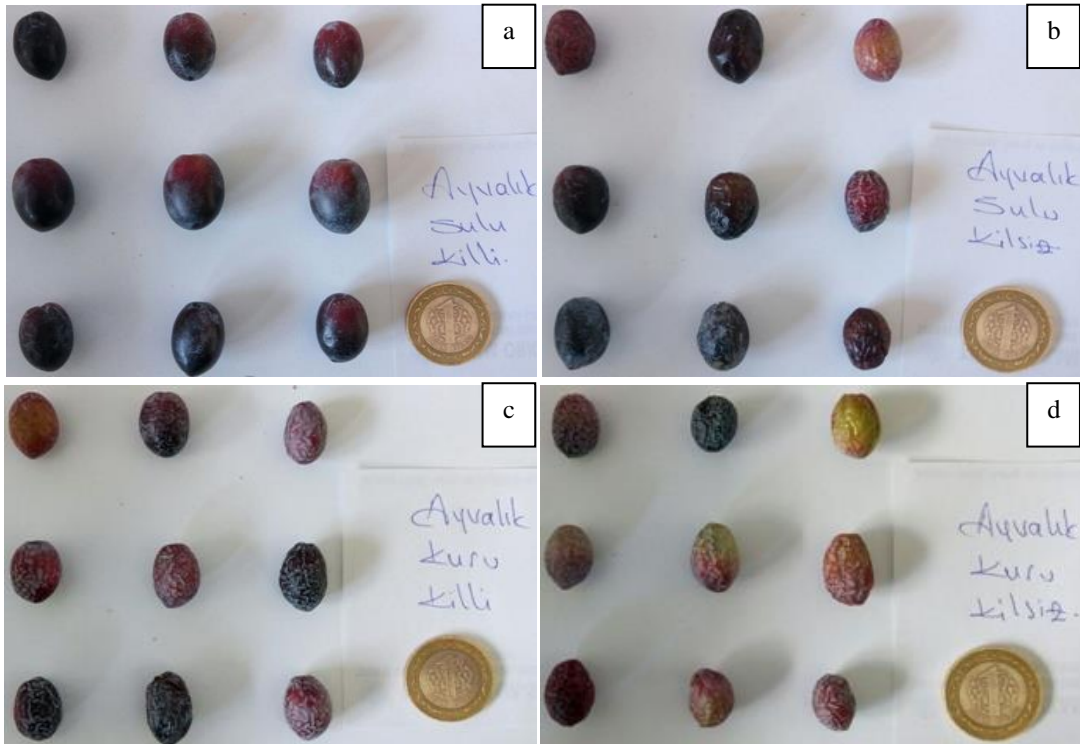 a
Ayvalık
Sulu
Killi.
b
Ayvalık
Sulu
Kilsiz.
c
Ayvalık
Kuru
Killi
d
Ayvalık
Kuru
Kilsiz.